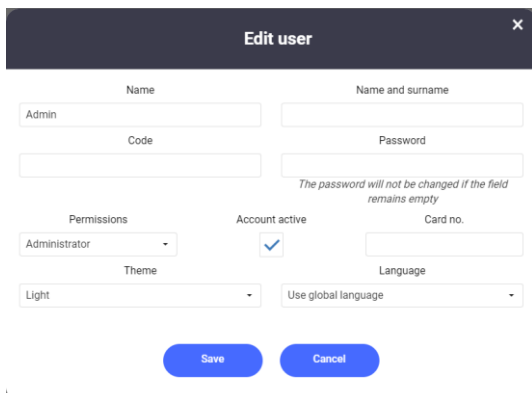 Edit user
×
Name
Name and surname
Admin
Code
Password
The password will not be changed if the field
remains empty
Permissions
Account active
Card no.
Administrator
Theme
Language
Light
Use global language
Save
Cancel